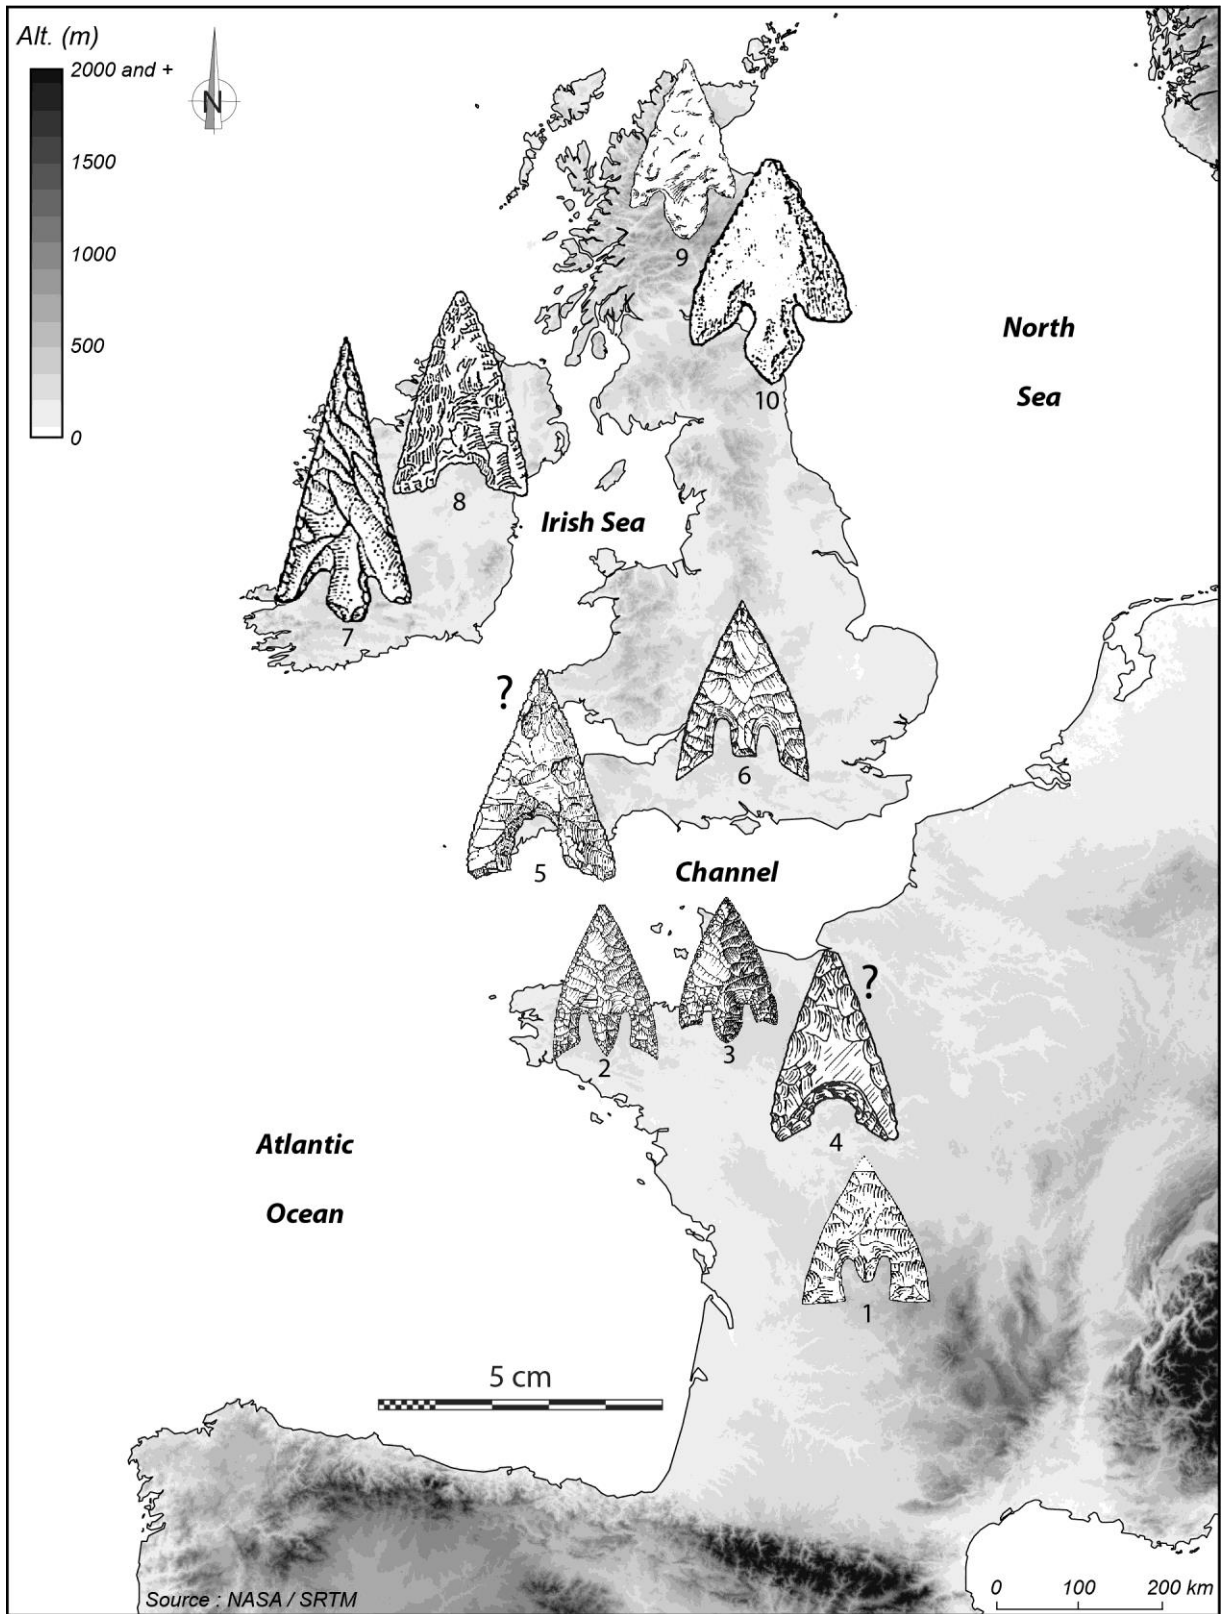 Alt. (m)
2000 and +
1500
1000
500
0
N
9
10
North
Sea
8
7
Irish Sea
?
6
5
Channel
?
2
3
4
Atlantic
Ocean
1
5 cm
Source : NASA / SRTM
0 100 200 km